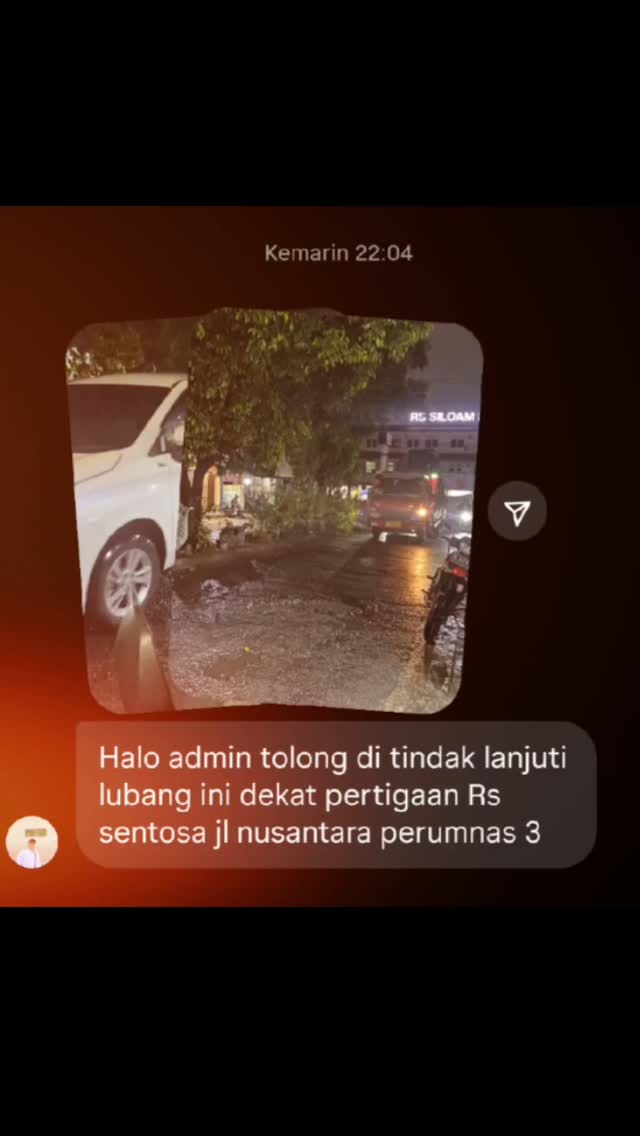 Kemarin 22:04
RS SILOAM
Halo admin tolong di tindak lanjuti
lubang ini dekat pertigaan Rs
sentosa jl nusantara perumnas 3